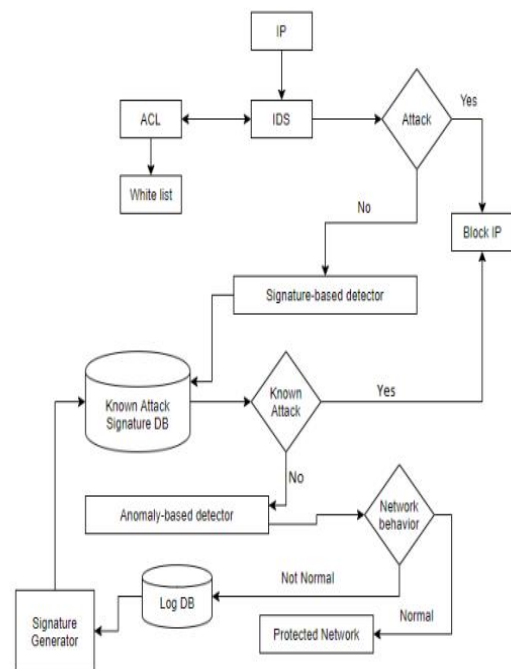 IP
ACL
IDS
Attack
Yes
White list
No
Block IP
Signature-based detector
Known Attack
Signature DB
Known
Attack
Yes
No
Anomaly-based detector
Network
behavior
Not Normal
Log DB
Normal
Signature
Generator
Protected Network